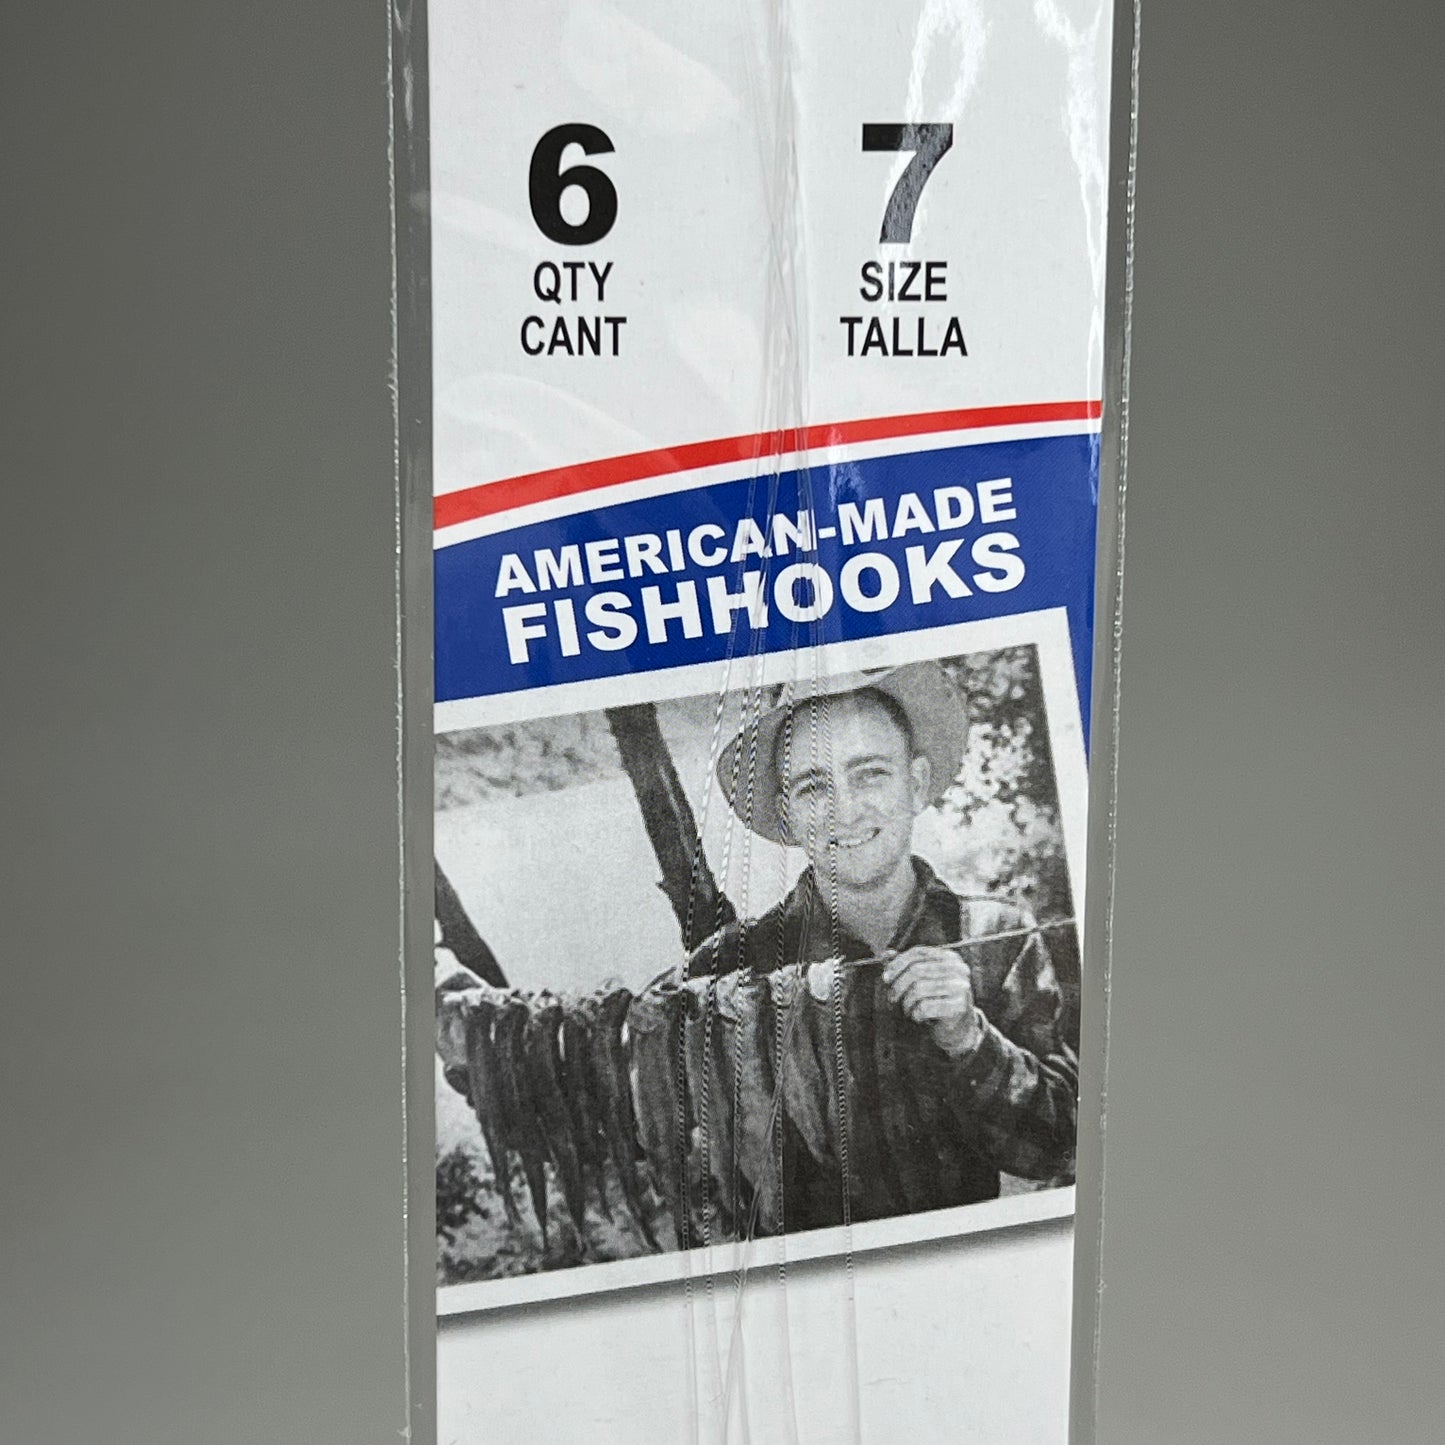 6 7
QTY SIZE
CANT TALLA
AMERICAN-MADE
FISHHOOKS